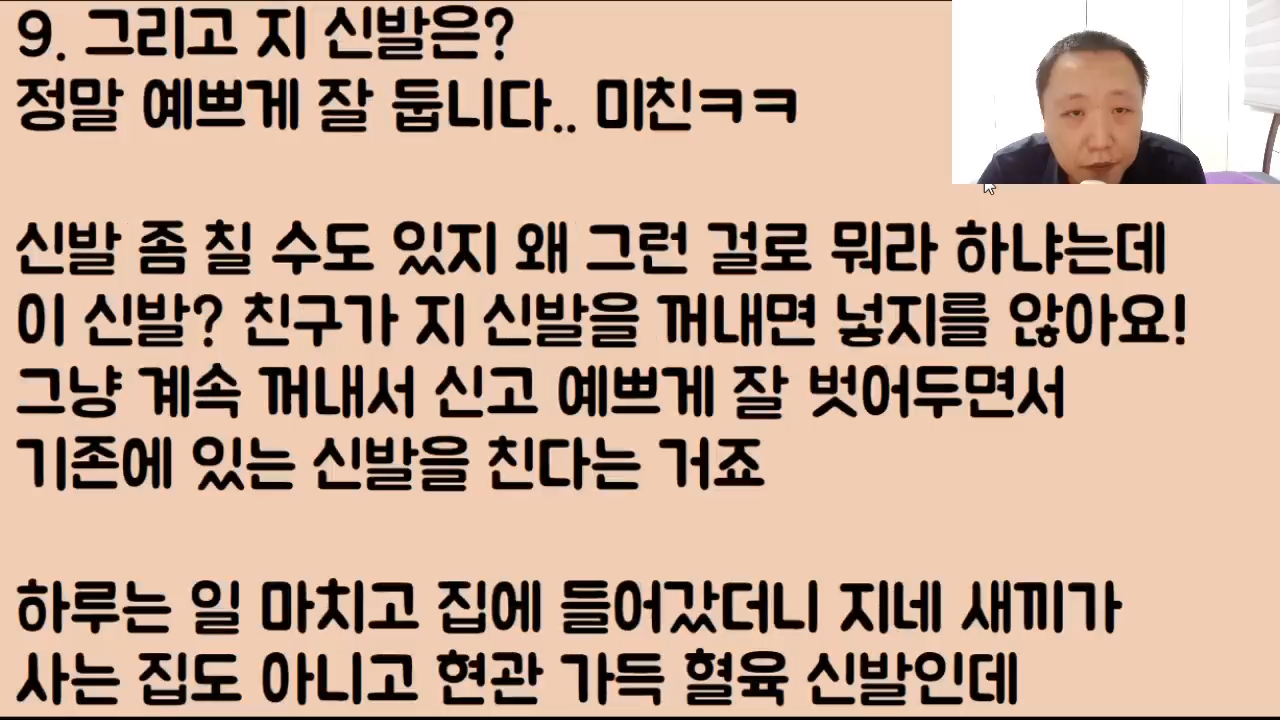 9. 그리고 지 신발은?
정말 예쁘게 잘 둡니다.. 미친ㅋㅋ
신발 좀 칠 수도 있지 왜 그런 걸로 뭐라 하냐는데
이 신발? 친구가 지 신발을 꺼내면 넣지를 않아요!
그냥 계속 꺼내서 신고 예쁘게 잘 벗어두면서
기존에 있는 신발을 친다는 거죠
하루는 일 마치고 집에 들어갔더니 지네 새끼가
사는 집도 아니고 현관 가득 혈육 신발인데